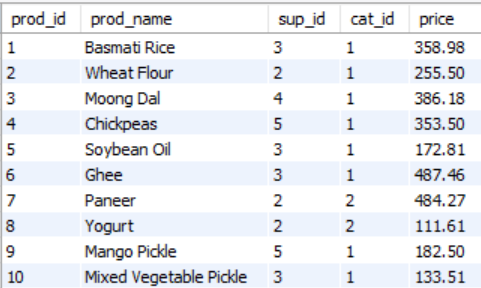 prod_id prod_name sup_id cat_id price
1 Basmati Rice 3 1 358.98
2 Wheat Flour 2 1 255.50
3 Moong Dal 4 1 386.18
4 Chickpeas 5 1 353.50
5 Soybean Oil 3 1 172.81
6 Ghee 3 1 487.46
7 Paneer 2 2 484.27
8 Yogurt 2 2 111.61
9 Mango Pickle 5 1 182.50
10 Mixed Vegetable Pickle 3 1 133.51